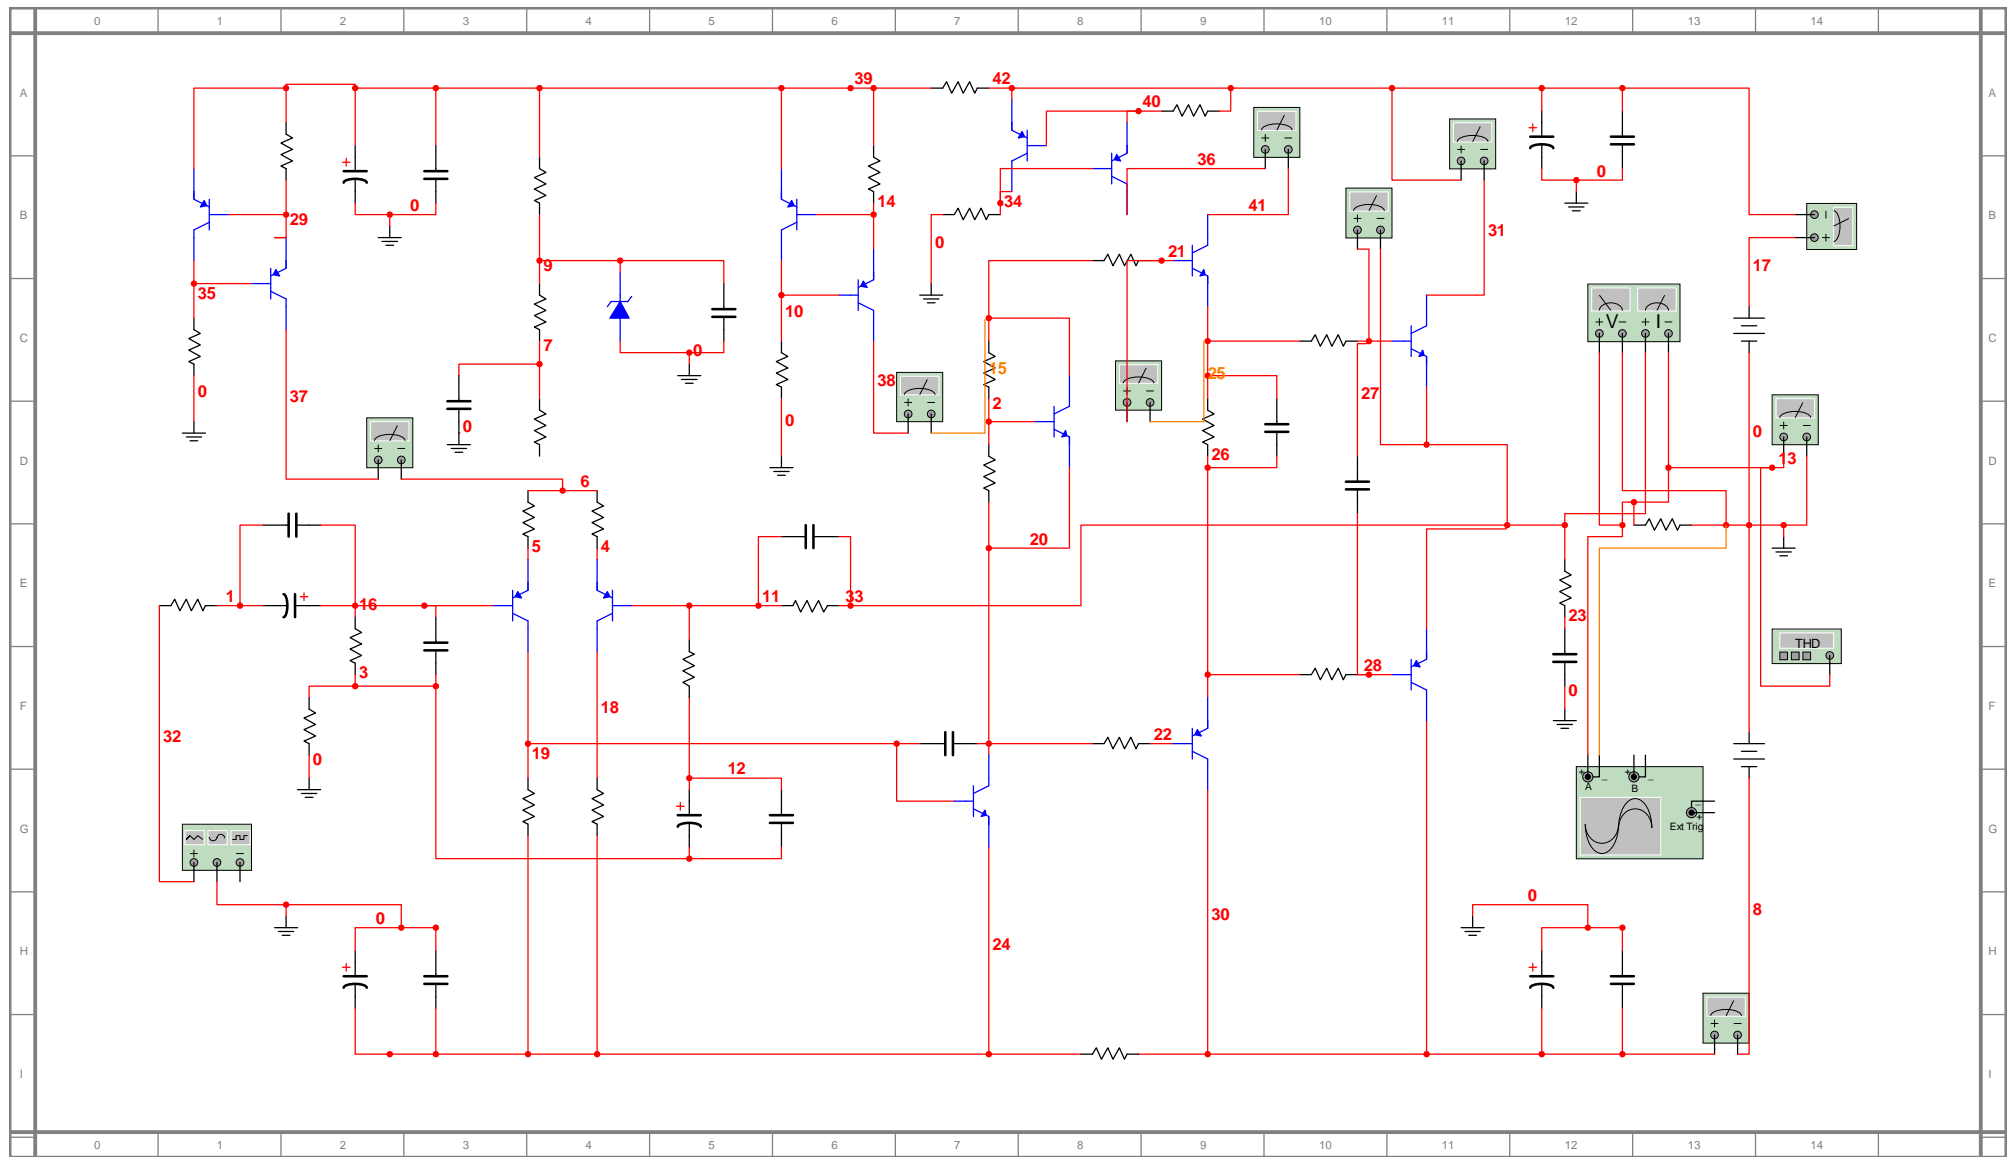 0 1 2 3 4 5 6 7 8 9 10 11 12 13 14
A 39 42 A
40
+ + - + + -
36 0
B 29 0 14 34 41 + - B
0 21 31 I +
9 17
35 10
C 7 0 +V- +I- C
0 37 38 15 25 27
+ - 2 + -
0 0 0 + -
D + - 26 13 D
6
5 4 20
E 1 + 16 11 33 23 E
3 28 THD
F 18 0 F
32 19 22
0 12 + - + -
A B
G + Ext Trig G
+ - - +
0 30 0 8
H 24 H
+ +
+ -
I I
0 1 2 3 4 5 6 7 8 9 10 11 12 13 14